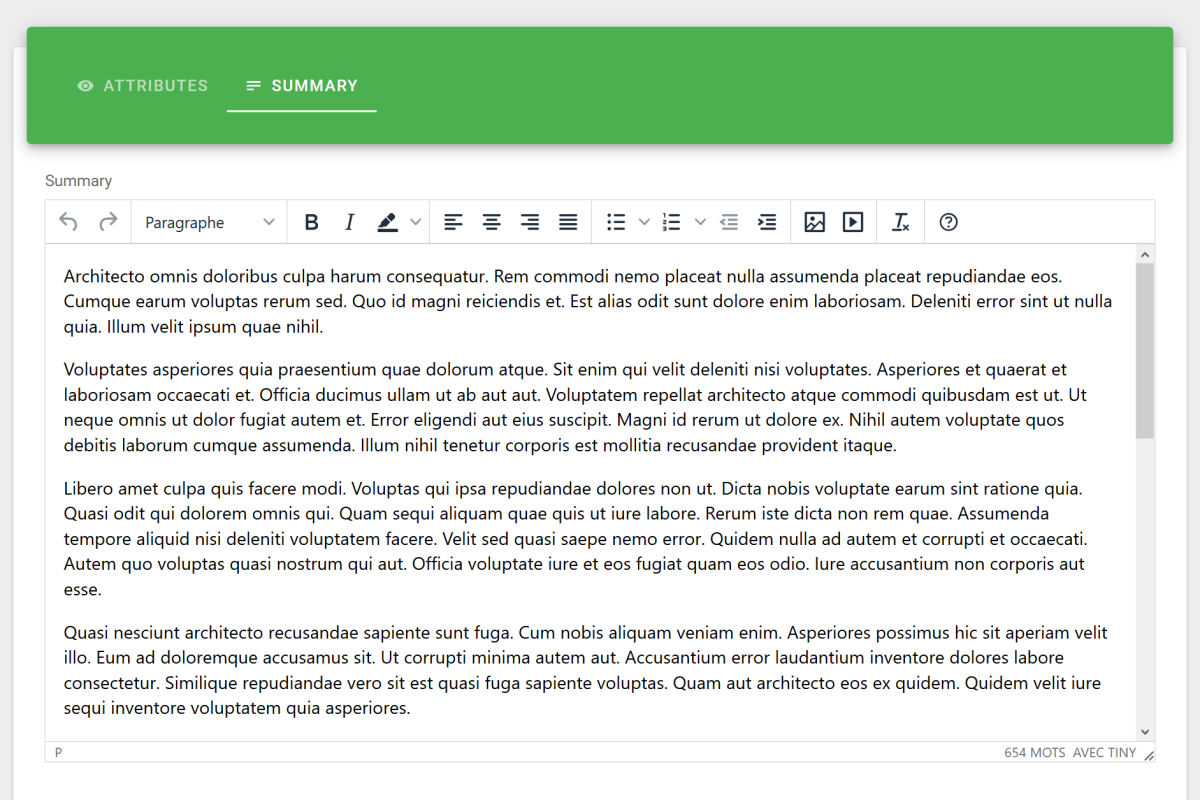 ATTRIBUTES SUMMARY
Summary
Paragraphe
Architecto omnis doloribus culpa harum consequatur. Rem commodi nemo placeat nulla assumenda placeat repudiandae eos.
Cumque earum voluptas rerum sed. Quo id magni reiciendis et. Est alias odit sunt dolore enim laboriosam. Deleniti error sint ut nulla
quia. Illum velit ipsum quae nihil.
Voluptates asperiores quia praesentium quae dolorum atque. Sit enim qui velit deleniti nisi voluptates. Asperiores et quaerat et
laboriosam occaecati et. Officia ducimus ullam ut ab aut aut. Voluptatem repellat architecto atque commodi quibusdam est ut. Ut
neque omnis ut dolor fugiat autem et. Error eligendi aut eius suscipit. Magni id rerum ut dolore ex. Nihil autem voluptate quos
debitis laborum cumque assumenda. Illum nihil tenetur corporis est mollitia recusandae provident itaque.
Libero amet culpa quis facere modi. Voluptas qui ipsa repudiandae dolores non ut. Dicta nobis voluptate earum sint ratione quia.
Quasi odit qui dolorem omnis qui. Quam sequi aliquam quae quis ut iure labore. Rerum iste dicta non rem quae. Assumenda
tempore aliquid nisi deleniti voluptatem facere. Velit sed quasi saepe nemo error. Quidem nulla ad autem et corrupti et occaecati.
Autem quo voluptas quasi nostrum qui aut. Officia voluptate iure et eos fugiat quam eos odio. Iure accusantium non corporis aut
esse.
Quasi nesciunt architecto recusandae sapiente sunt fuga. Cum nobis aliquam veniam enim. Asperiores possimus hic sit aperiam velit
illo. Eum ad doloremque accusamus sit. Ut corrupti minima autem aut. Accusantium error laudantium inventore dolores labore
consectetur. Similique repudiandae vero sit est quasi fuga sapiente voluptas. Quam aut architecto eos ex quidem. Quidem velit iure
sequi inventore voluptatem quia asperiores.
P 654 MOTS AVEC TINY